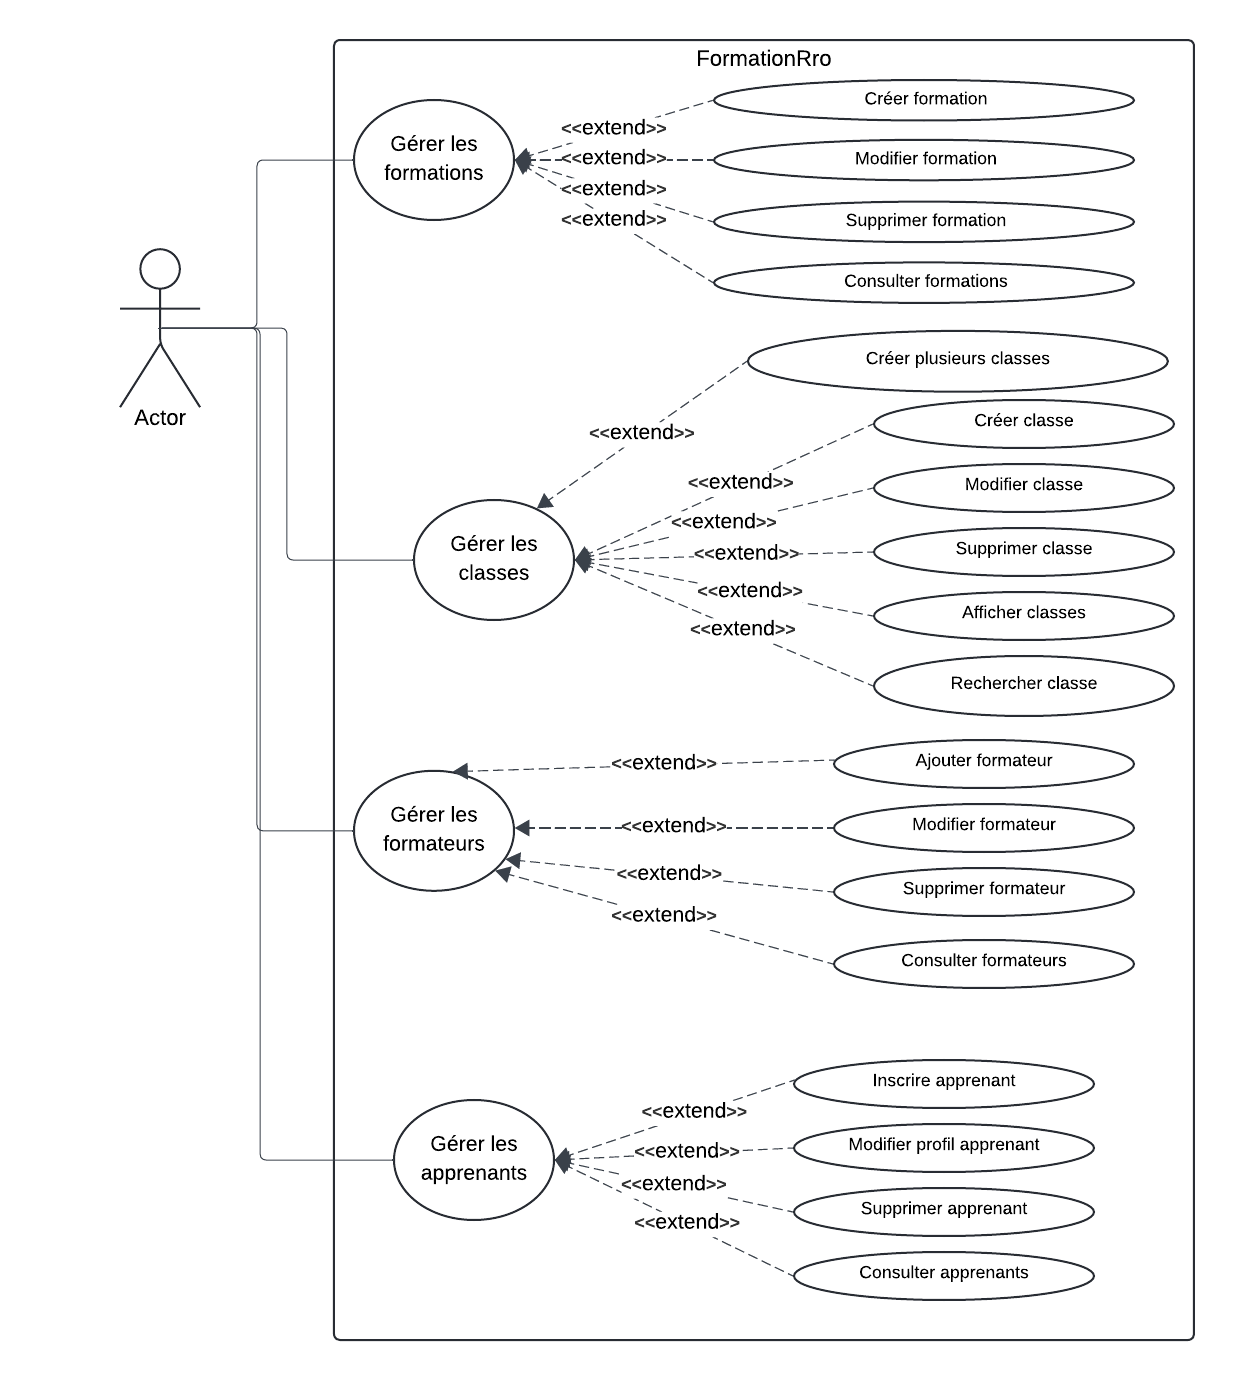 FormationRro
Gérer les
formations
<<extend>>
Créer formation
<<extend>>
Modifier formation
<<extend>>
Supprimer formation
<<extend>>
Consulter formations
Actor
Gérer les
classes
<<extend>>
Créer plusieurs classes
<<extend>>
Créer classe
<<extend>>
Modifier classe
<<extend>>
Supprimer classe
<<extend>>
Afficher classes
<<extend>>
Rechercher classe
Gérer les
formateurs
<<extend>>
Ajouter formateur
<<extend>>
Modifier formateur
<<extend>>
Supprimer formateur
<<extend>>
Consulter formateurs
Gérer les
apprenants
<<extend>>
Inscrire apprenant
<<extend>>
Modifier profil apprenant
<<extend>>
Supprimer apprenant
<<extend>>
Consulter apprenants